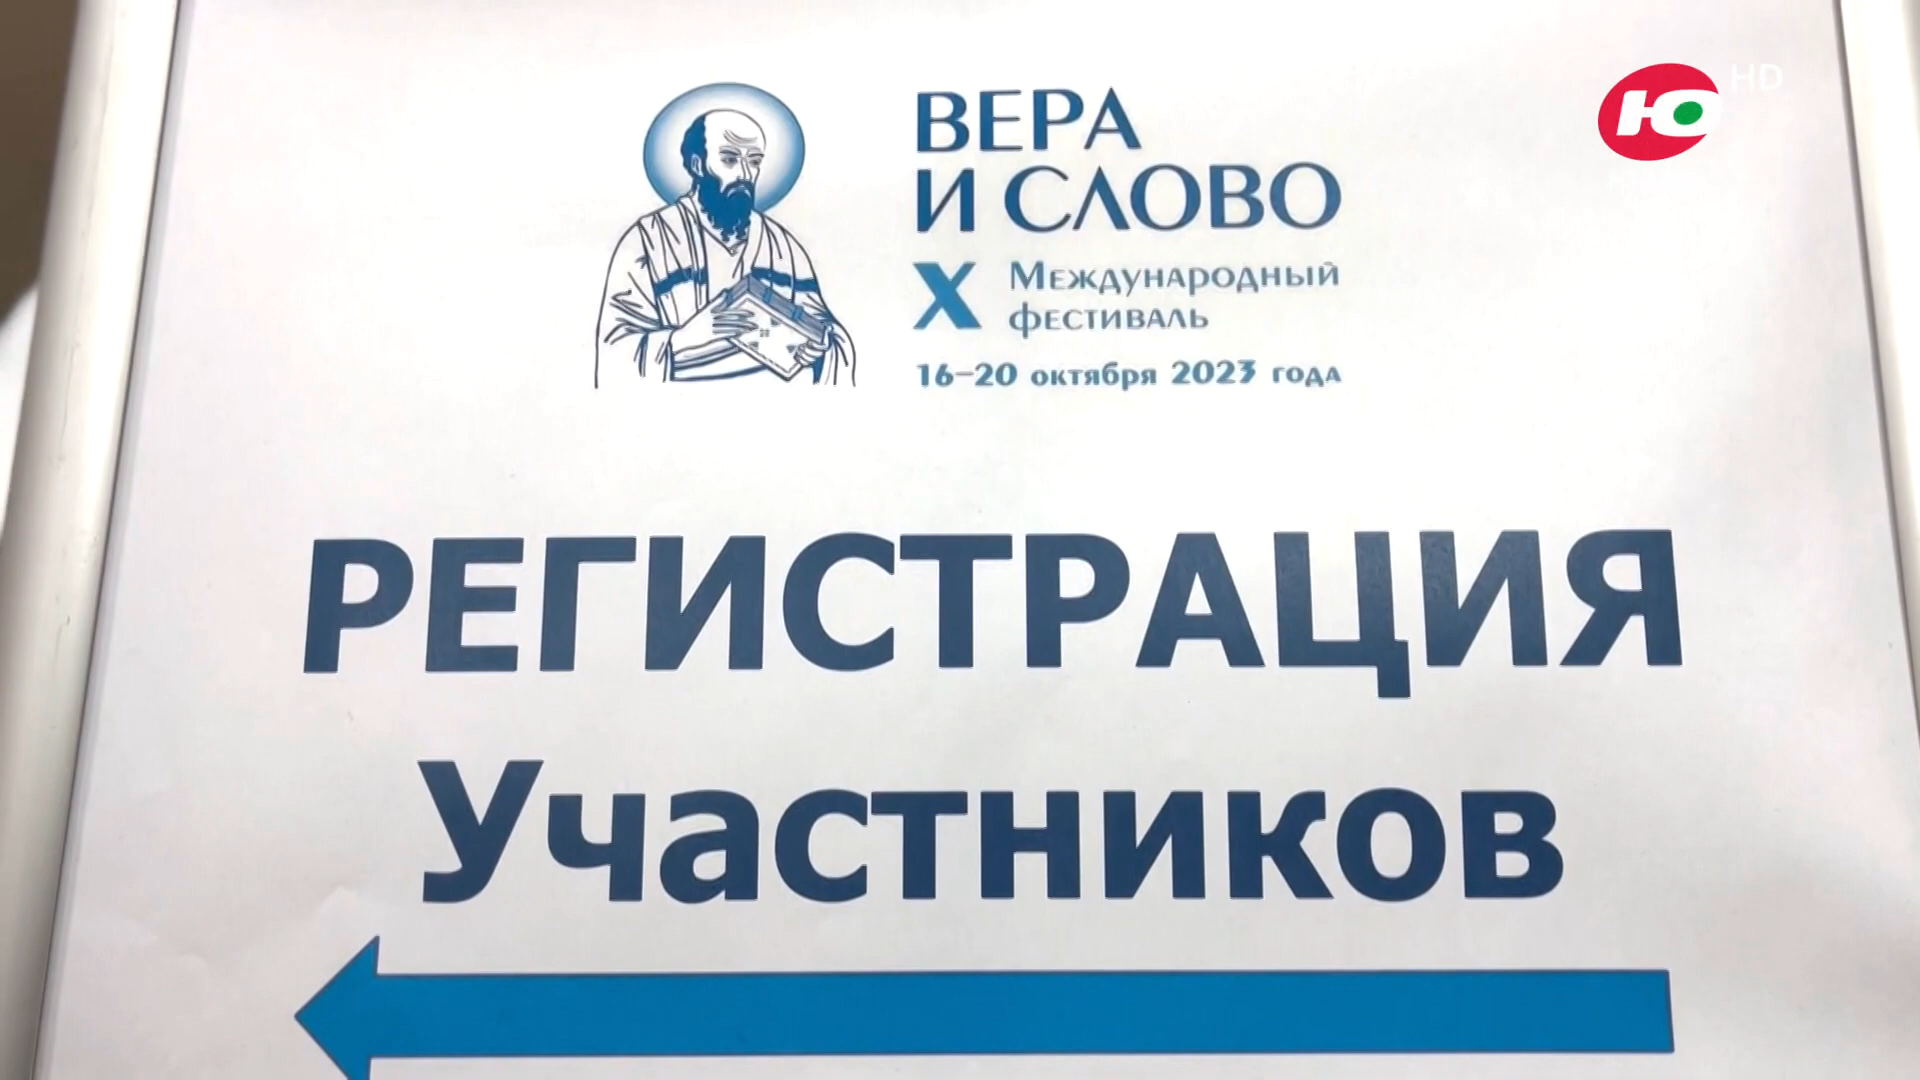 ВЕРА
И СЛОВО
X Международный
фестиваль
16–20 октября 2023 года
РЕГИСТРАЦИЯ
Участников
Ю HD